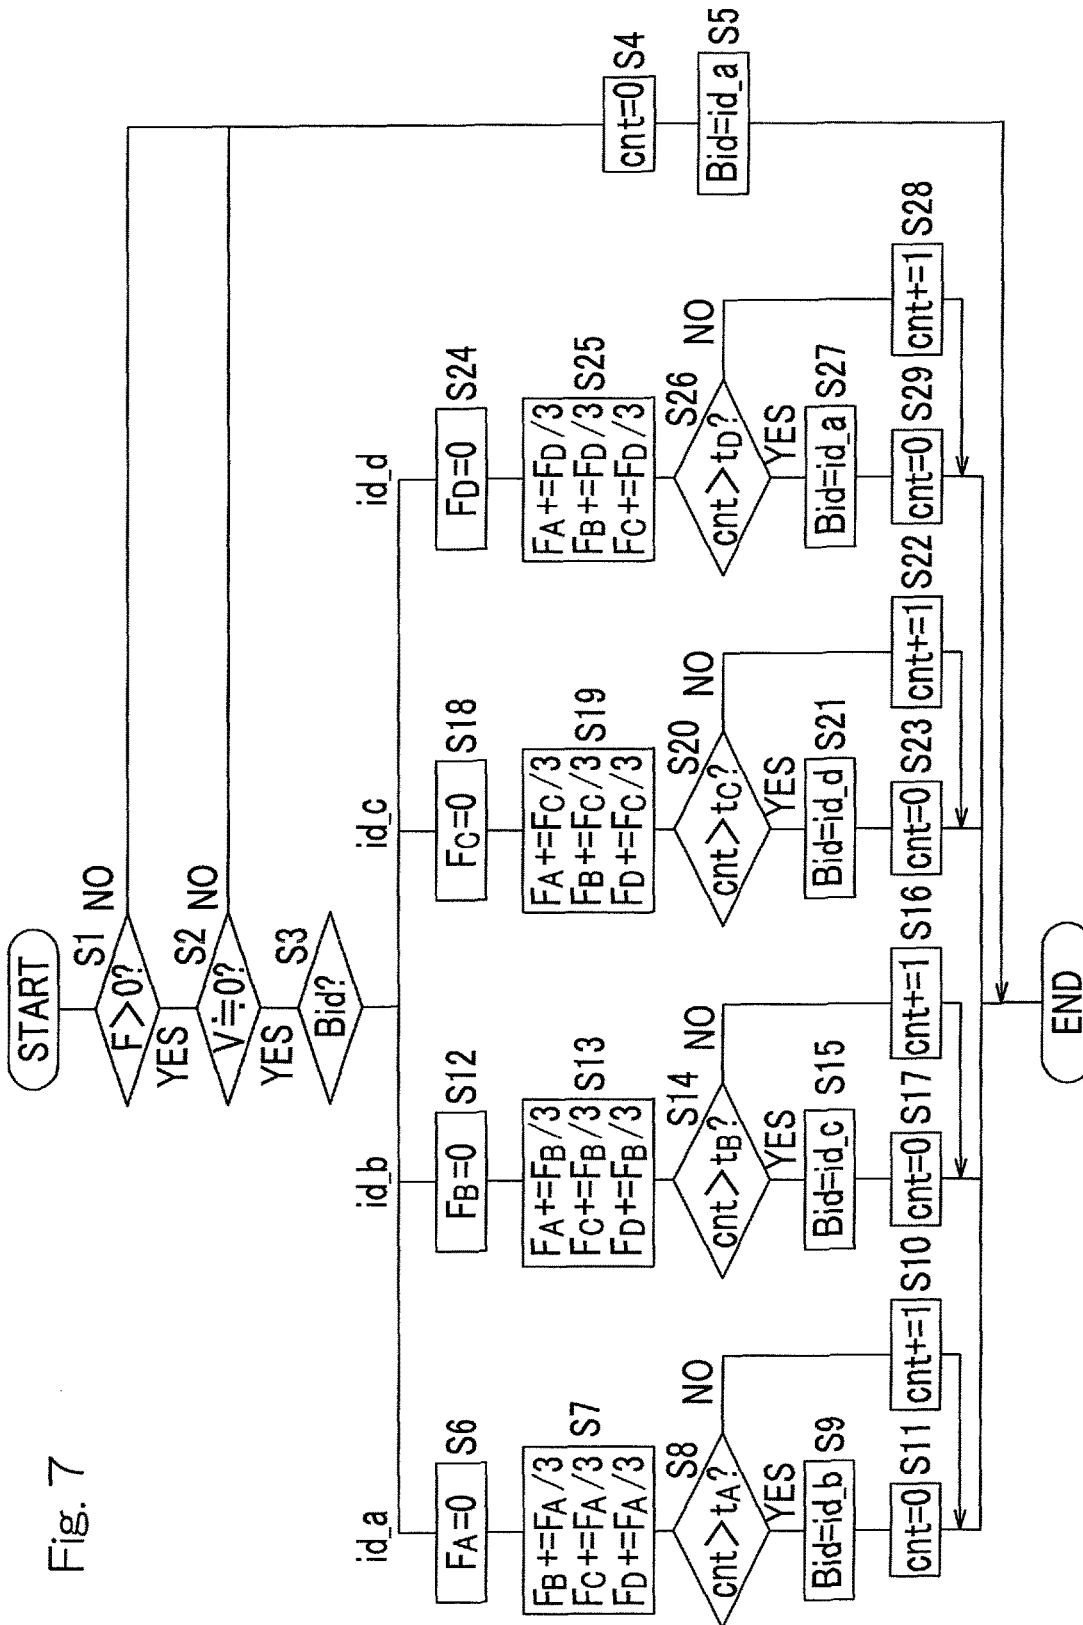 Fig. 7
START
F>0? S1 NO
YES
V≒0? S2 NO
YES
Bid? S3
cnt=0 S4
Bid=id_a S5
id_a
FA=0 S6
FB+=FA/3
FC+=FA/3 S7
FD+=FA/3
cnt>tA? S8
NO
YES
Bid=id_b S9
cnt=0 S11
cnt+=1 S10
id_b
FB=0 S12
FA+=FB/3
FC+=FB/3 S13
FD+=FB/3
cnt>tB? S14
NO
YES
Bid=id_c S15
cnt=0 S17
cnt+=1 S16
id_c
FC=0 S18
FA+=FC/3
FB+=FC/3 S19
FD+=FC/3
cnt>tC? S20
NO
YES
Bid=id_d S21
cnt=0 S23
cnt+=1 S22
id_d
FD=0 S24
FA+=FD/3
FB+=FD/3 S25
FC+=FD/3
cnt>tD? S26
NO
YES
Bid=id_a S27
cnt=0 S29
cnt+=1 S28
END